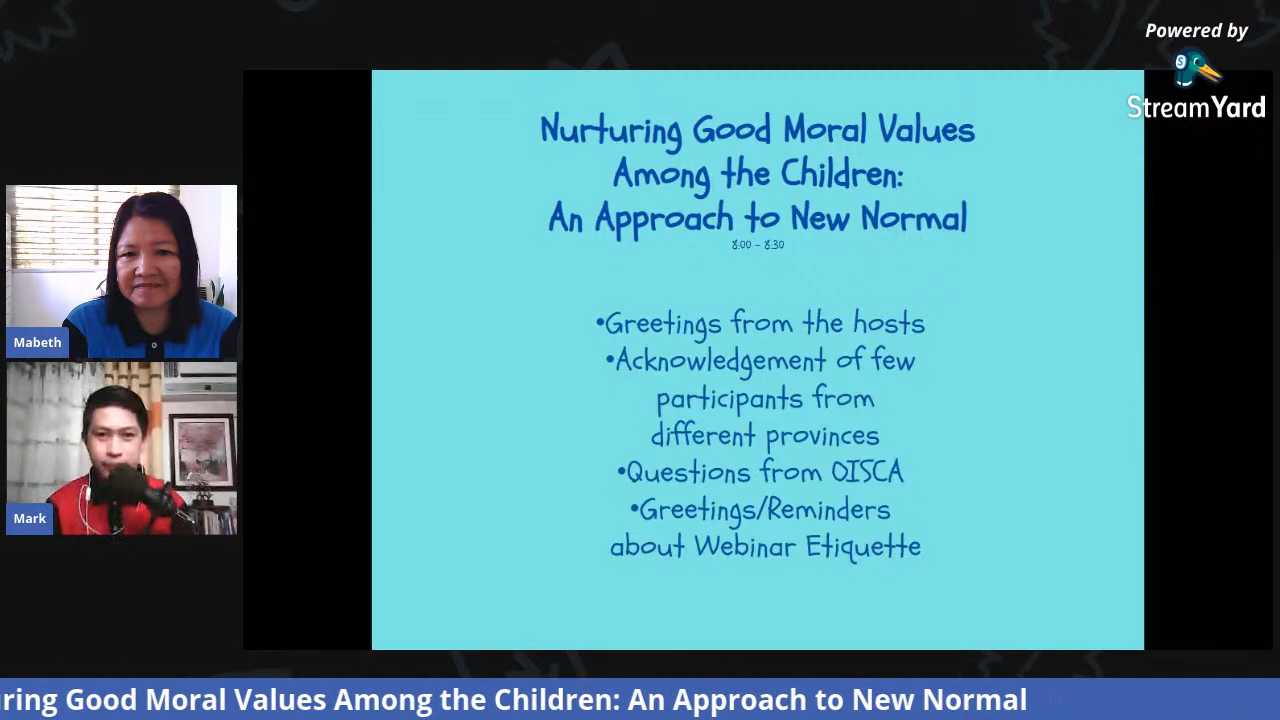 Powered by
StreamYard
Nurturing Good Moral Values
Among the Children:
An Approach to New Normal
8:00 - 8:30
•Greetings from the hosts
•Acknowledgement of few
participants from
different provinces
•Questions from OISCA
•Greetings/Reminders
about Webinar Etiquette
Mabeth
Mark
uring Good Moral Values Among the Children: An Approach to New Normal